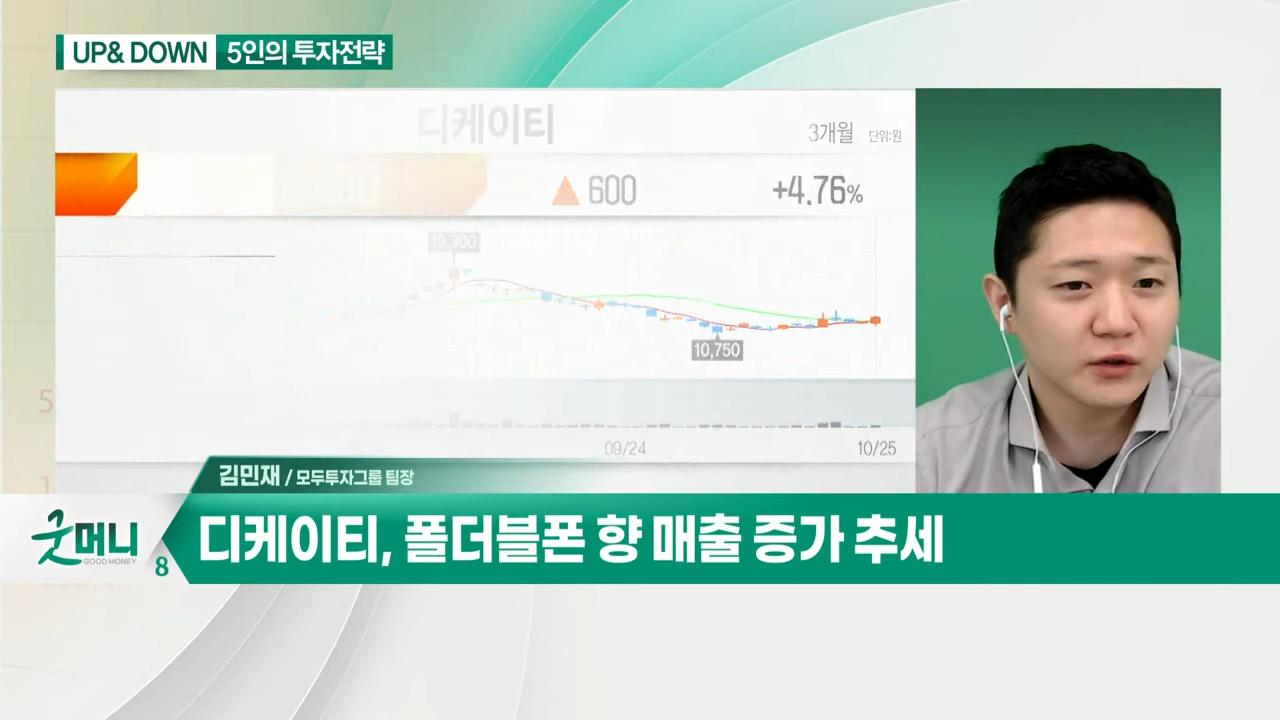 UP& DOWN 5인의 투자전략
디케이티
3개월 단위:원
▲ 600 +4.76%
10,750
09/24 10/25
김민재 / 모두투자그룹 팀장
굿머니
GOOD MONEY
8
디케이티, 폴더블폰 향 매출 증가 추세
5
1